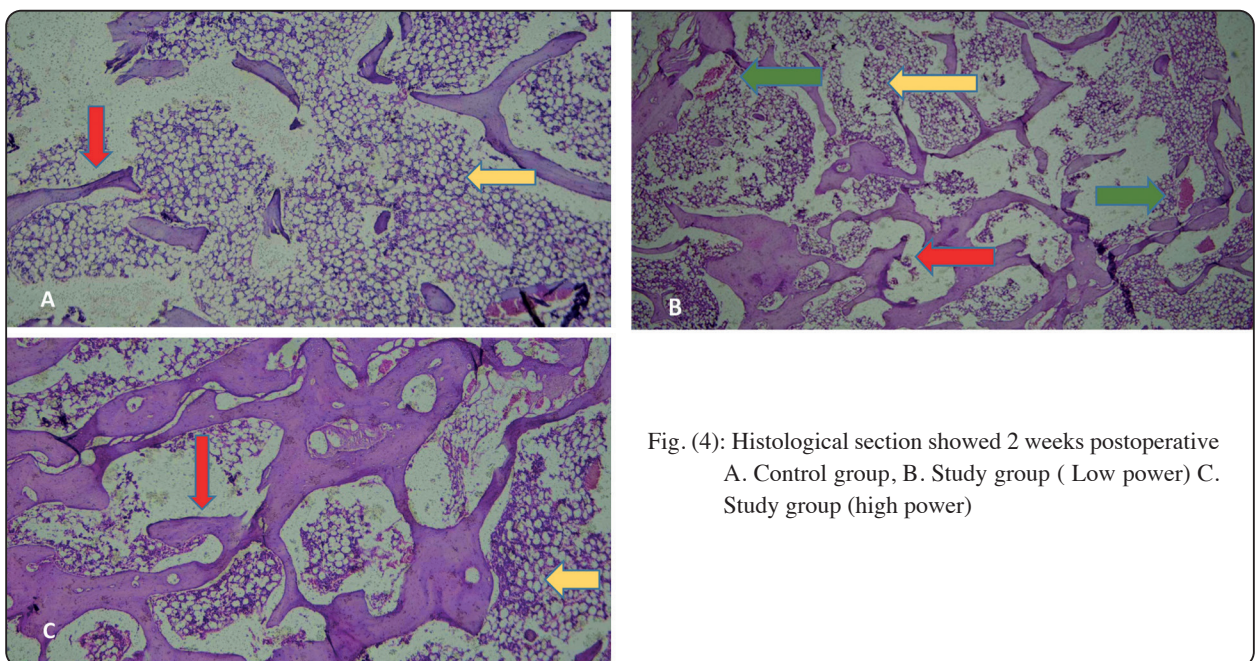 A
B
C
Fig. (4): Histological section showed 2 weeks postoperative
A. Control group, B. Study group ( Low power) C.
Study group (high power)